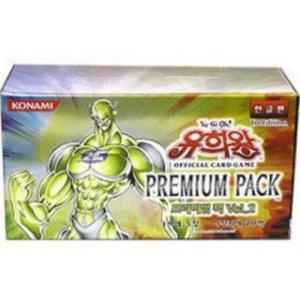 KONAMI
Yu-Gi-Oh!
한글판
1st Edition
유희왕
OFFICIAL CARD GAME
PREMIUM PACK
프리미엄 팩 Vol.2